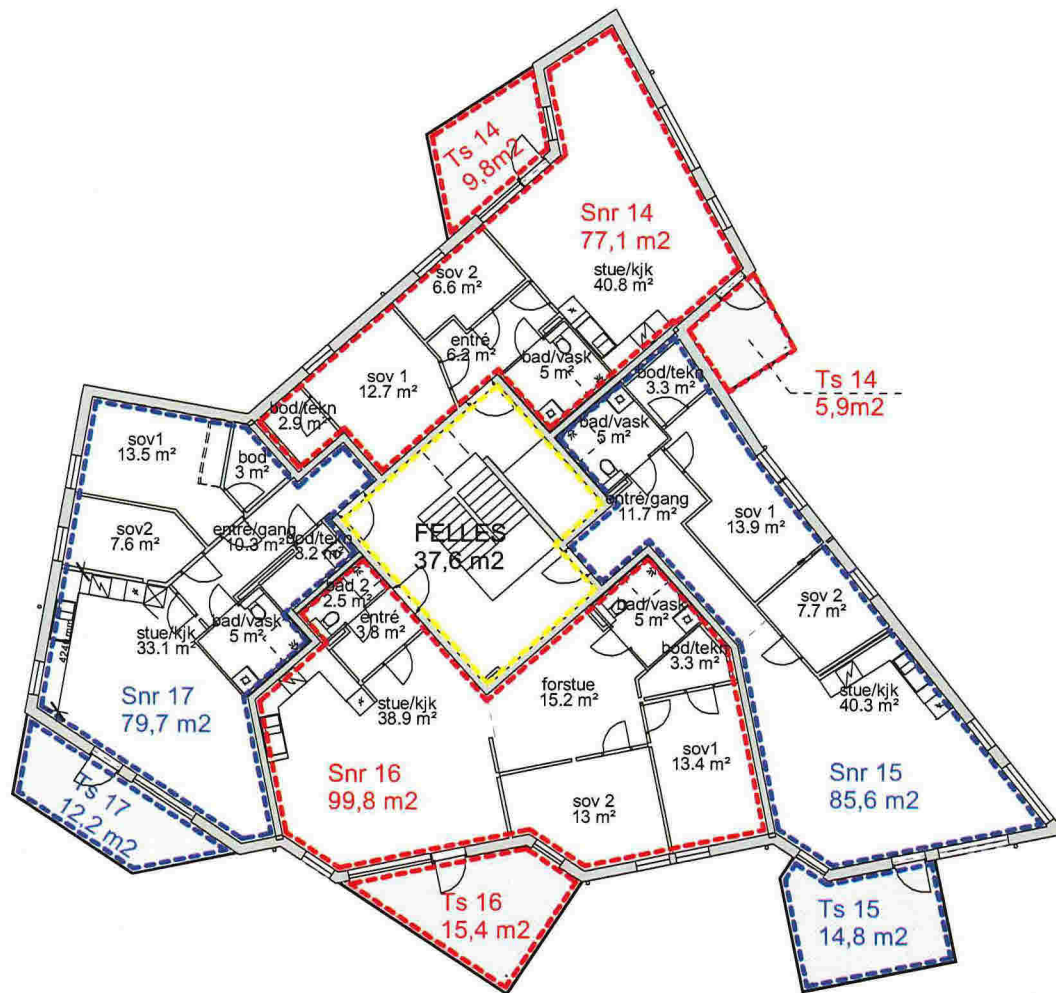 Ts 14
9,8m2
Snr 14
77,1 m2
stue/kjk
40.8 m²
sov 2
6.6 m²
entré
6.2 m²
bad/vask
5 m²
sov 1
12.7 m²
bod/tekn
2.9 m²
Ts 14
5,9m2
bod/tekn
3.3 m²
bad/vask
5 m²
entré/gang
11.7 m²
sov 1
13.9 m²
sov 2
7.7 m²
stue/kjk
40.3 m²
Snr 15
85,6 m2
Ts 15
14,8 m2
FELLES
37,6 m2
sov1
13.5 m²
bod
3 m²
sov2
7.6 m²
entré/gang
10.3 m²
bod/tekn
3.2 m²
bad/vask
5 m²
stue/kjk
33.1 m²
Snr 17
79,7 m2
Ts 17
12,2 m2
bad 2
2.5 m²
entré
3.8 m²
stue/kjk
38.9 m²
forstue
15.2 m²
bad/vask
5 m²
bod/tekn
3.3 m²
sov1
13.4 m²
sov 2
13 m²
Snr 16
99,8 m2
Ts 16
15,4 m2